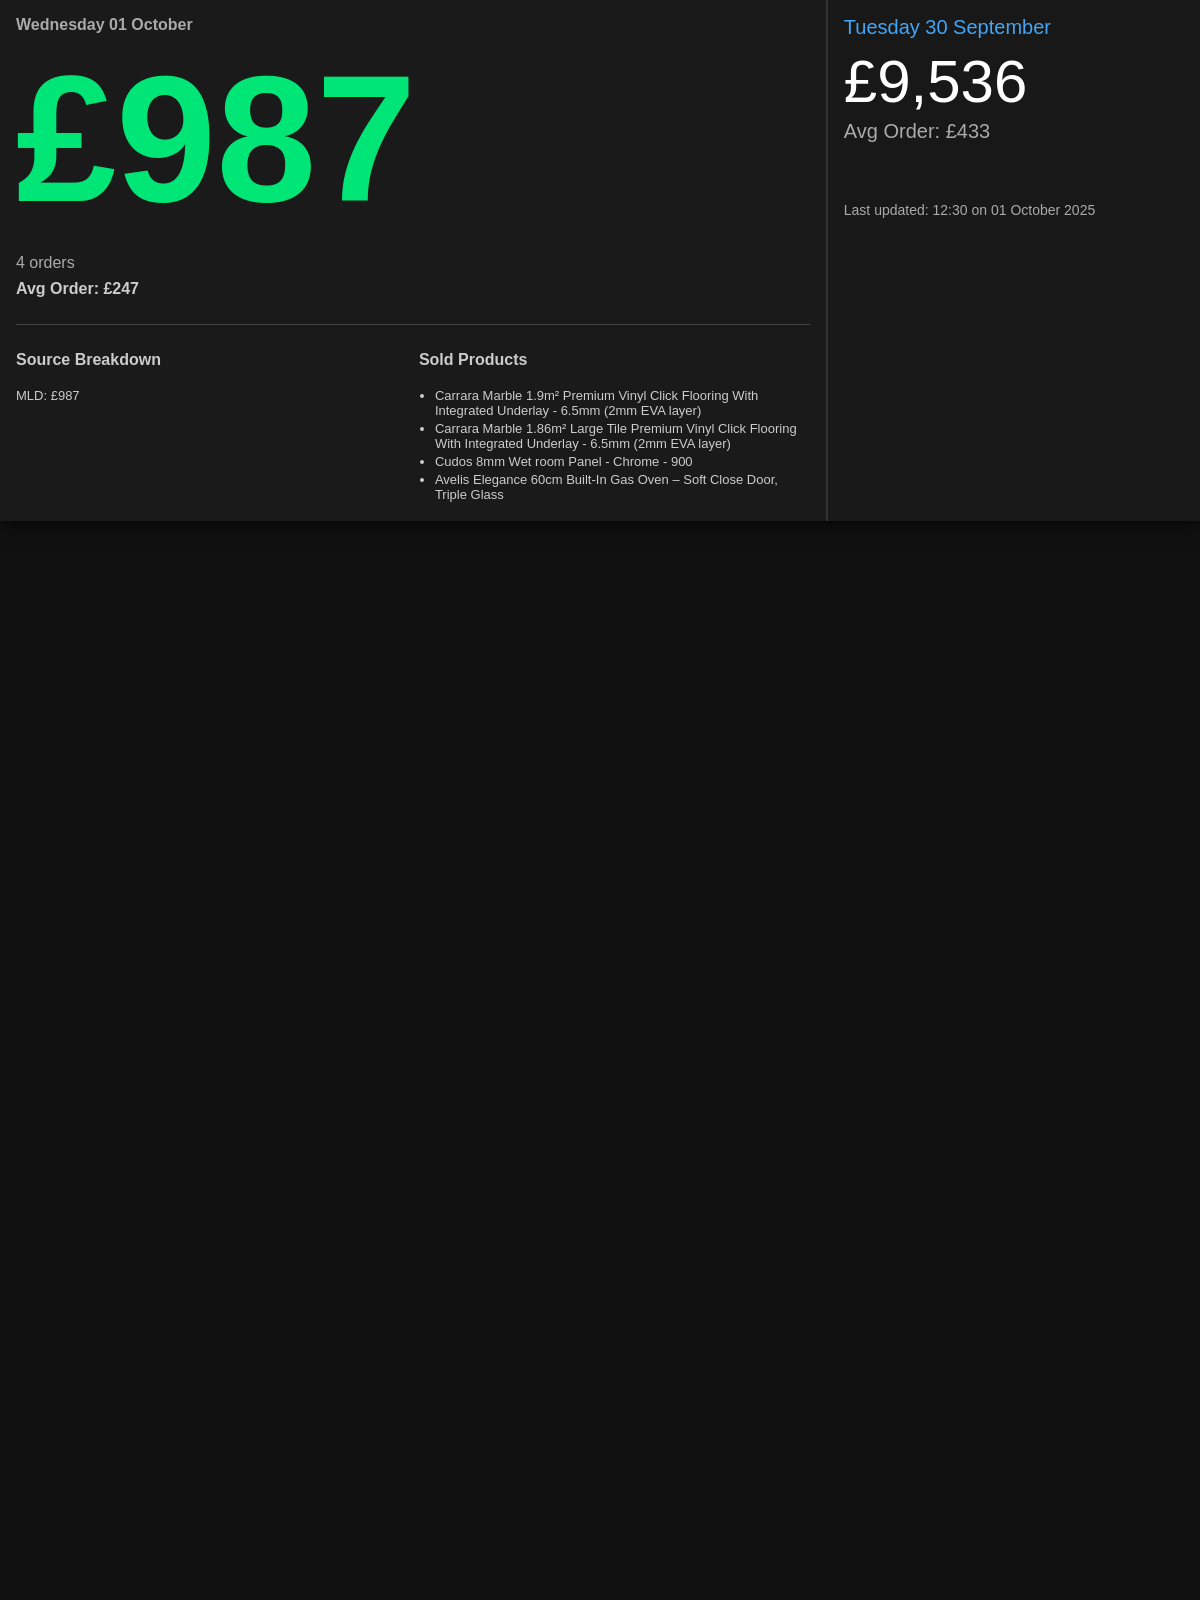 Wednesday 01 October
£987
4 orders
Avg Order: £247
Source Breakdown
MLD: £987
Sold Products
• Carrara Marble 1.9m² Premium Vinyl Click Flooring With
Integrated Underlay - 6.5mm (2mm EVA layer)
• Carrara Marble 1.86m² Large Tile Premium Vinyl Click Flooring
With Integrated Underlay - 6.5mm (2mm EVA layer)
• Cudos 8mm Wet room Panel - Chrome - 900
• Avelis Elegance 60cm Built-In Gas Oven – Soft Close Door,
Triple Glass
Tuesday 30 September
£9,536
Avg Order: £433
Last updated: 12:30 on 01 October 2025